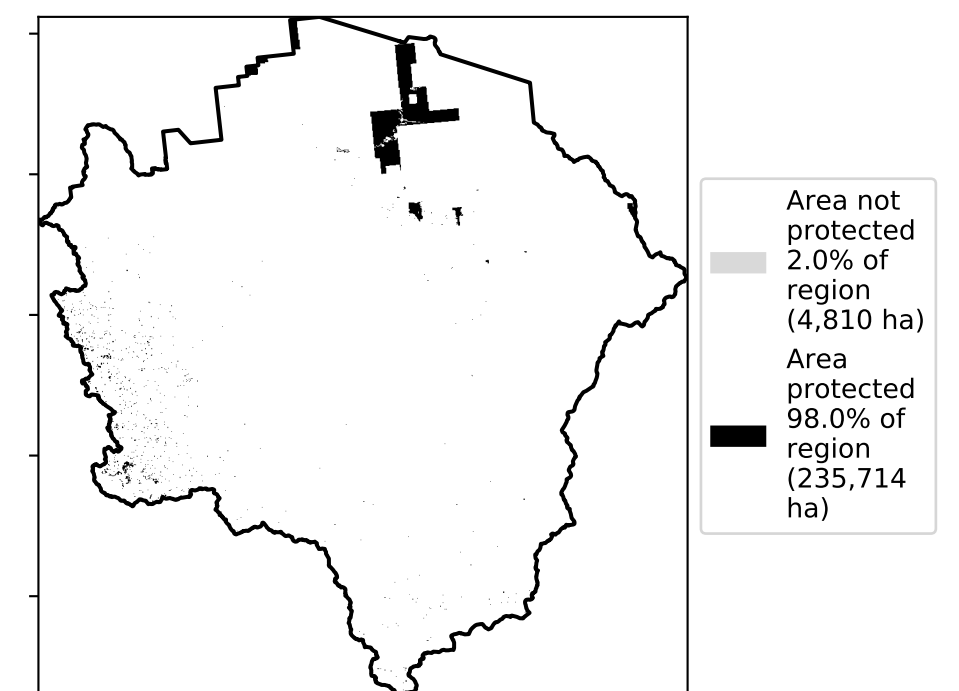 Area not
protected
2.0% of
region
(4,810 ha)
Area
protected
98.0% of
region
(235,714
ha)